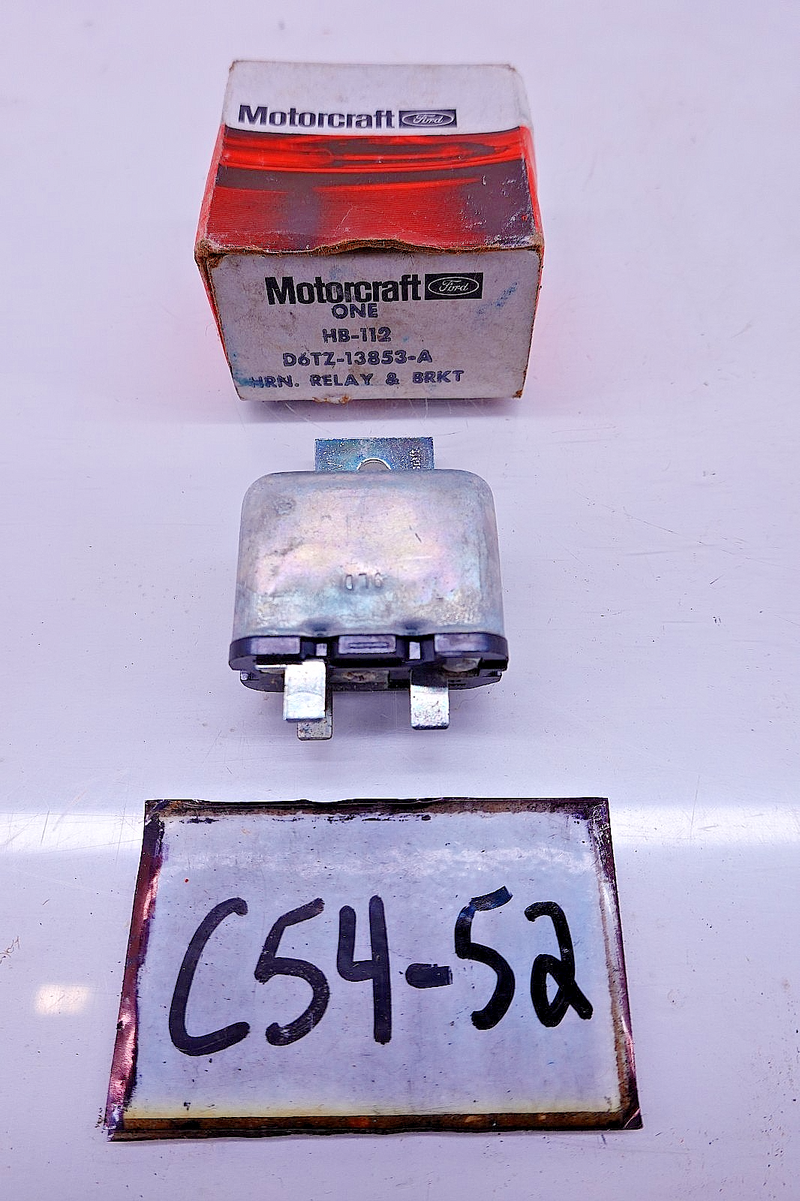 Motorcraft Ford
Motorcraft Ford
ONE
HB-112
D6TZ-13853-A
HRN. RELAY & BRKT
C54-52